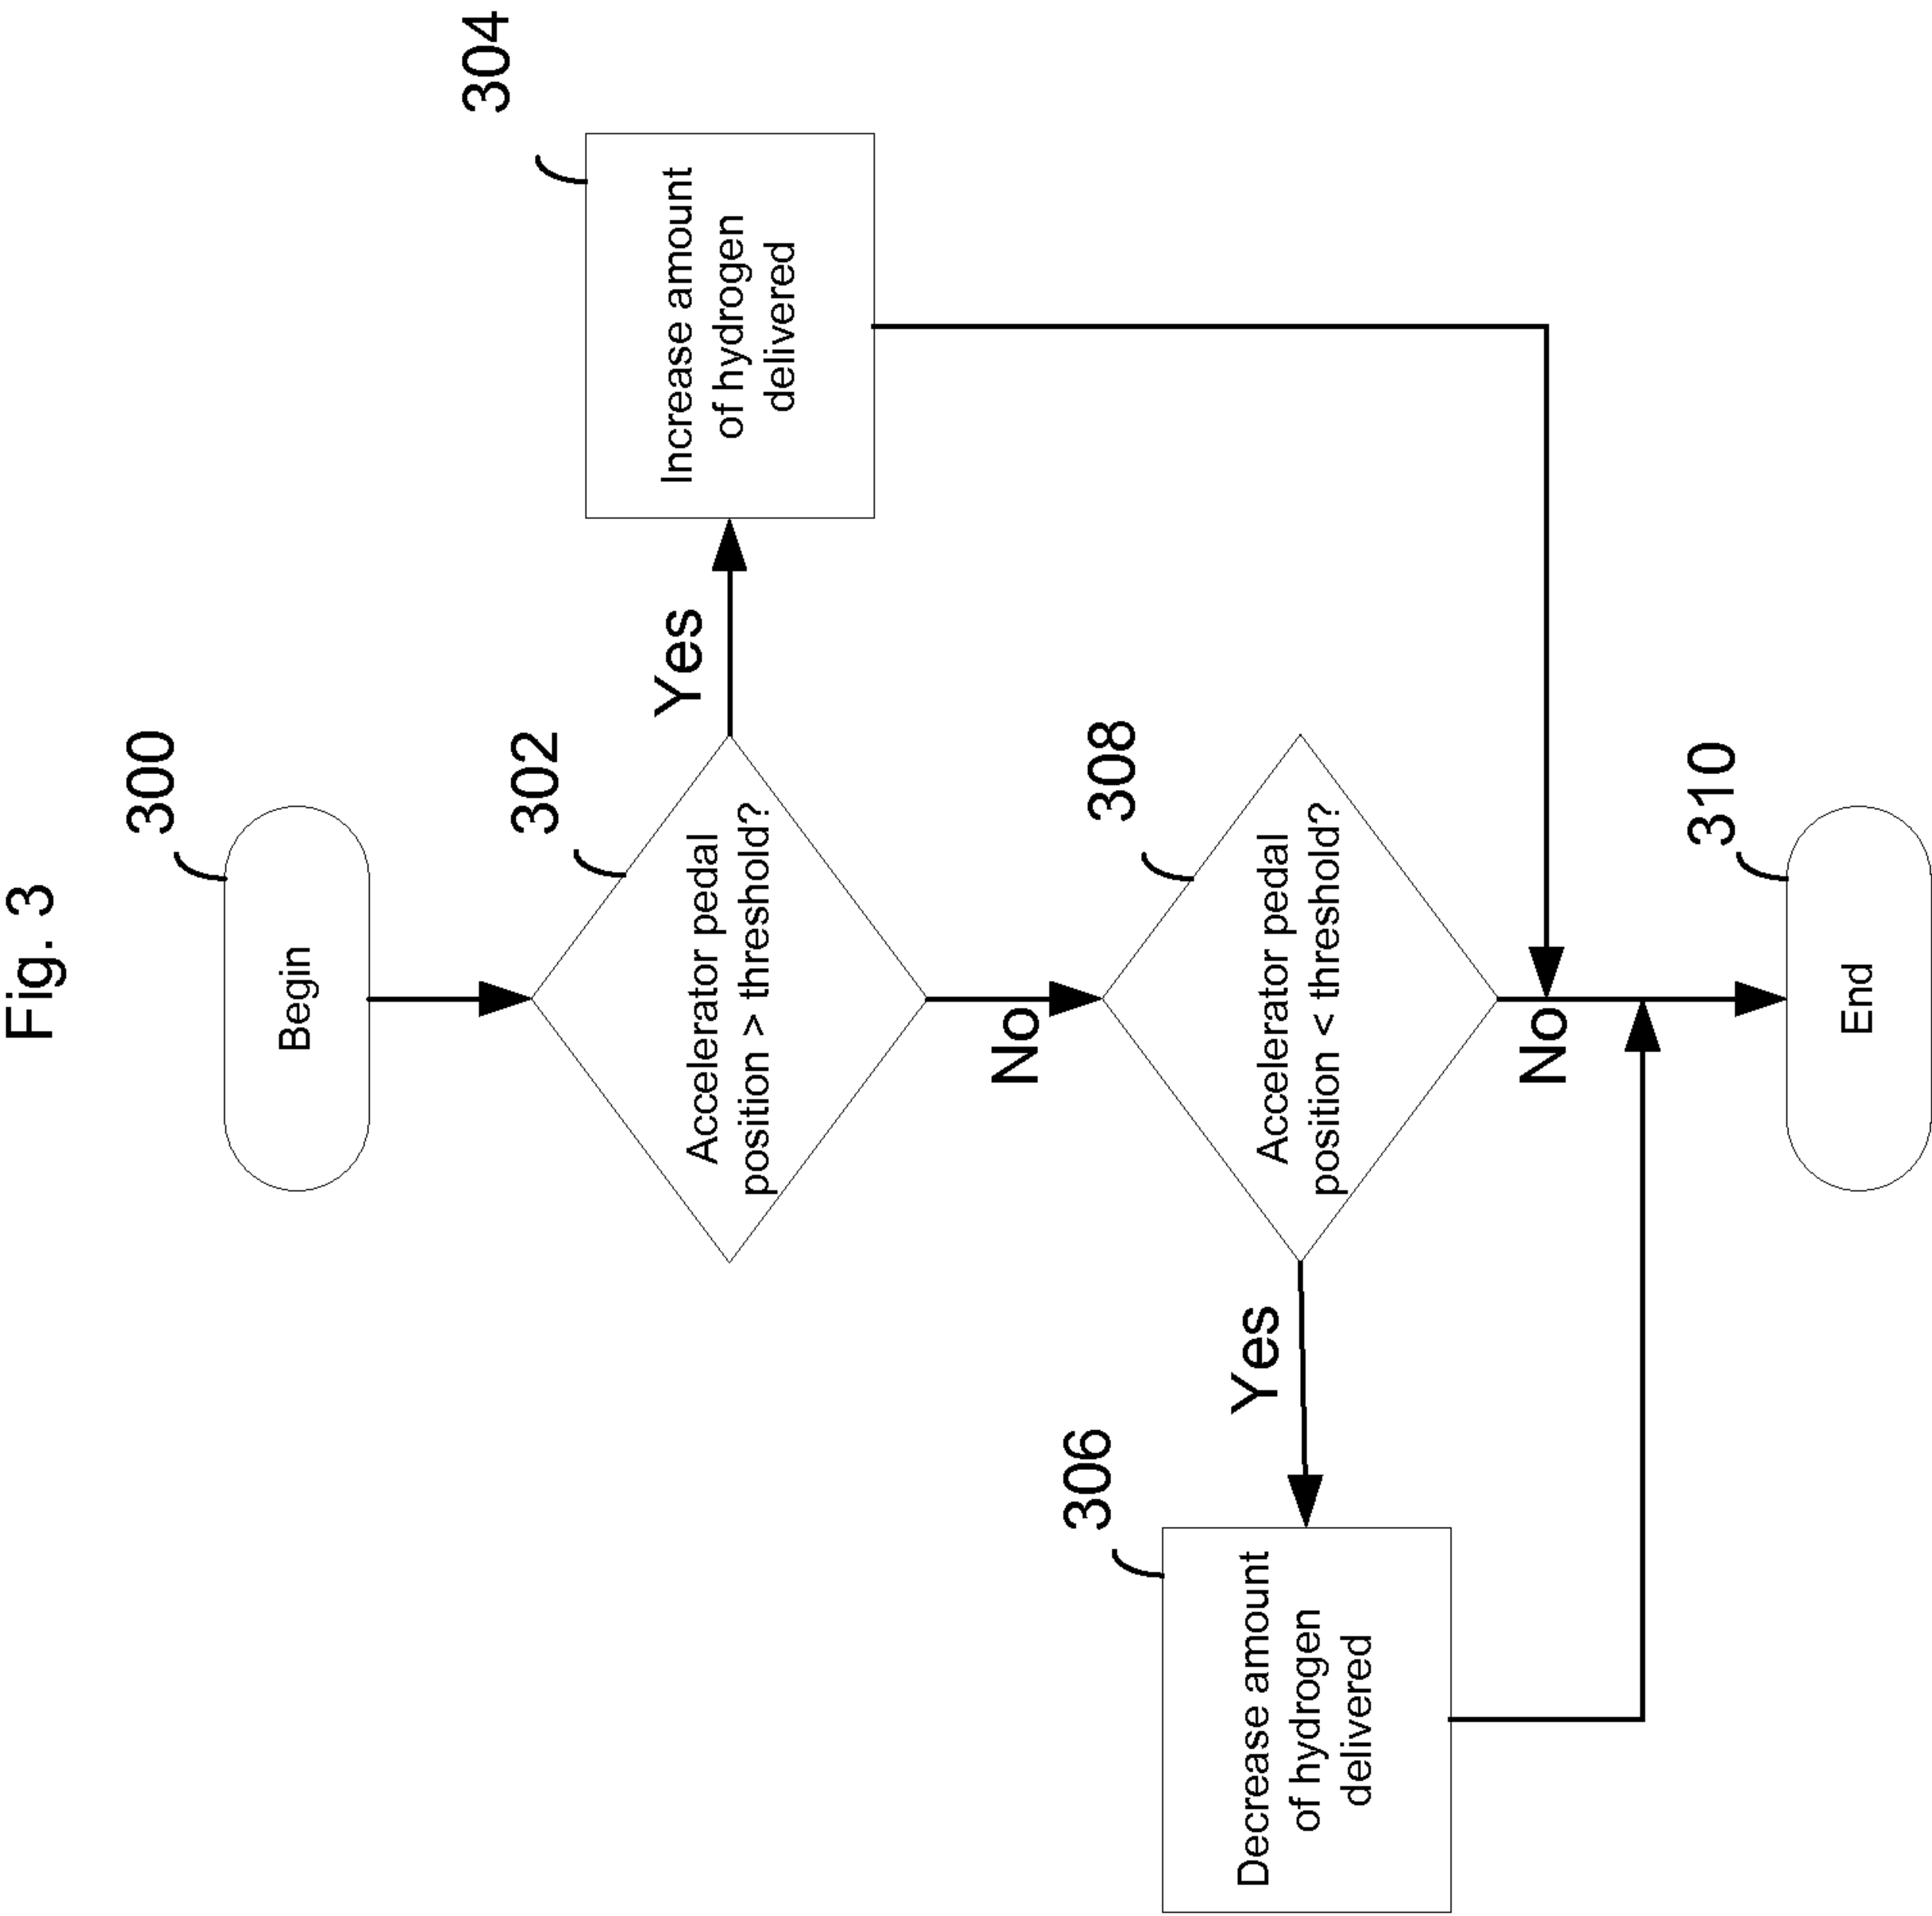 Fig. 3
300
Begin
302
Accelerator pedal
position > threshold?
Yes
304
Increase amount
of hydrogen
delivered
No
308
Accelerator pedal
position < threshold?
Yes
306
Decrease amount
of hydrogen
delivered
No
310
End